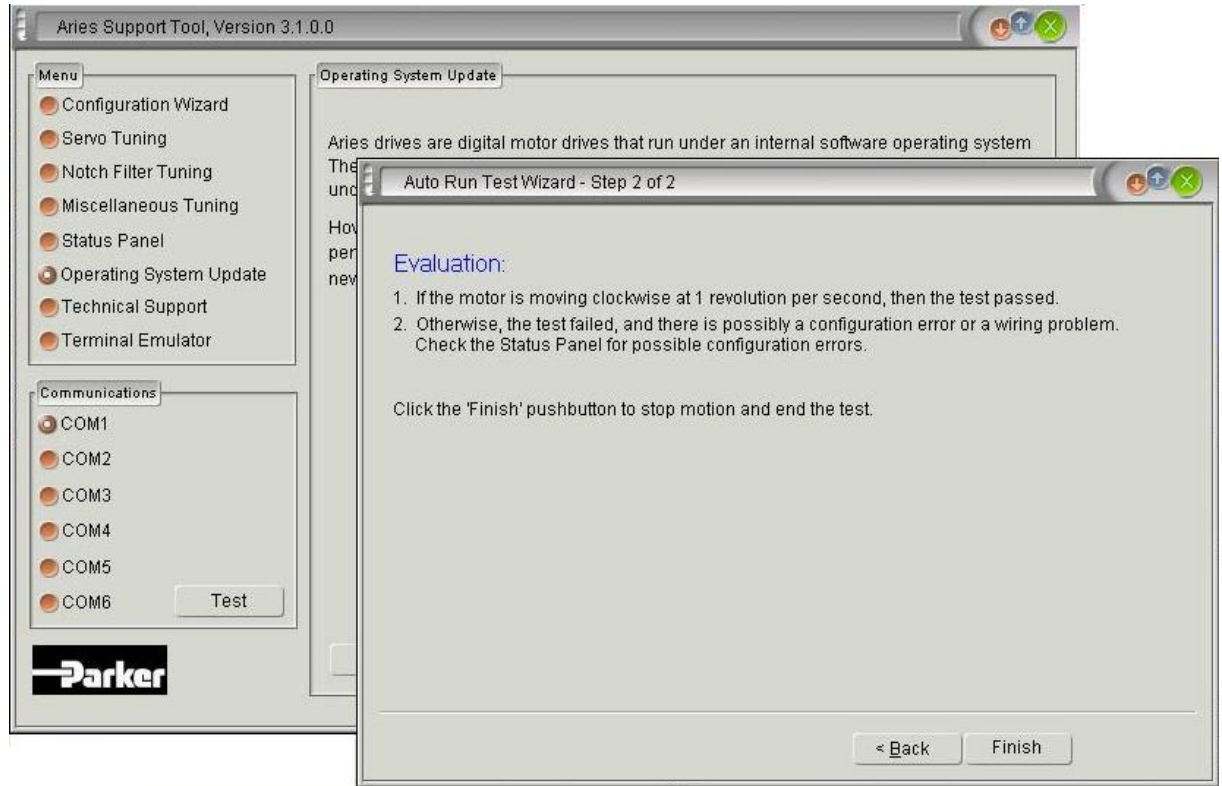 Aries Support Tool, Version 3.1.0.0
Menu
Configuration Wizard
Servo Tuning
Notch Filter Tuning
Miscellaneous Tuning
Status Panel
Operating System Update
Technical Support
Terminal Emulator
Communications
COM1
COM2
COM3
COM4
COM5
COM6
Test
Parker
Operating System Update
Aries drives are digital motor drives that run under an internal software operating system
The
Auto Run Test Wizard - Step 2 of 2
Evaluation:
1. If the motor is moving clockwise at 1 revolution per second, then the test passed.
2. Otherwise, the test failed, and there is possibly a configuration error or a wiring problem.
Check the Status Panel for possible configuration errors.
Click the 'Finish' pushbutton to stop motion and end the test.
< Back
Finish